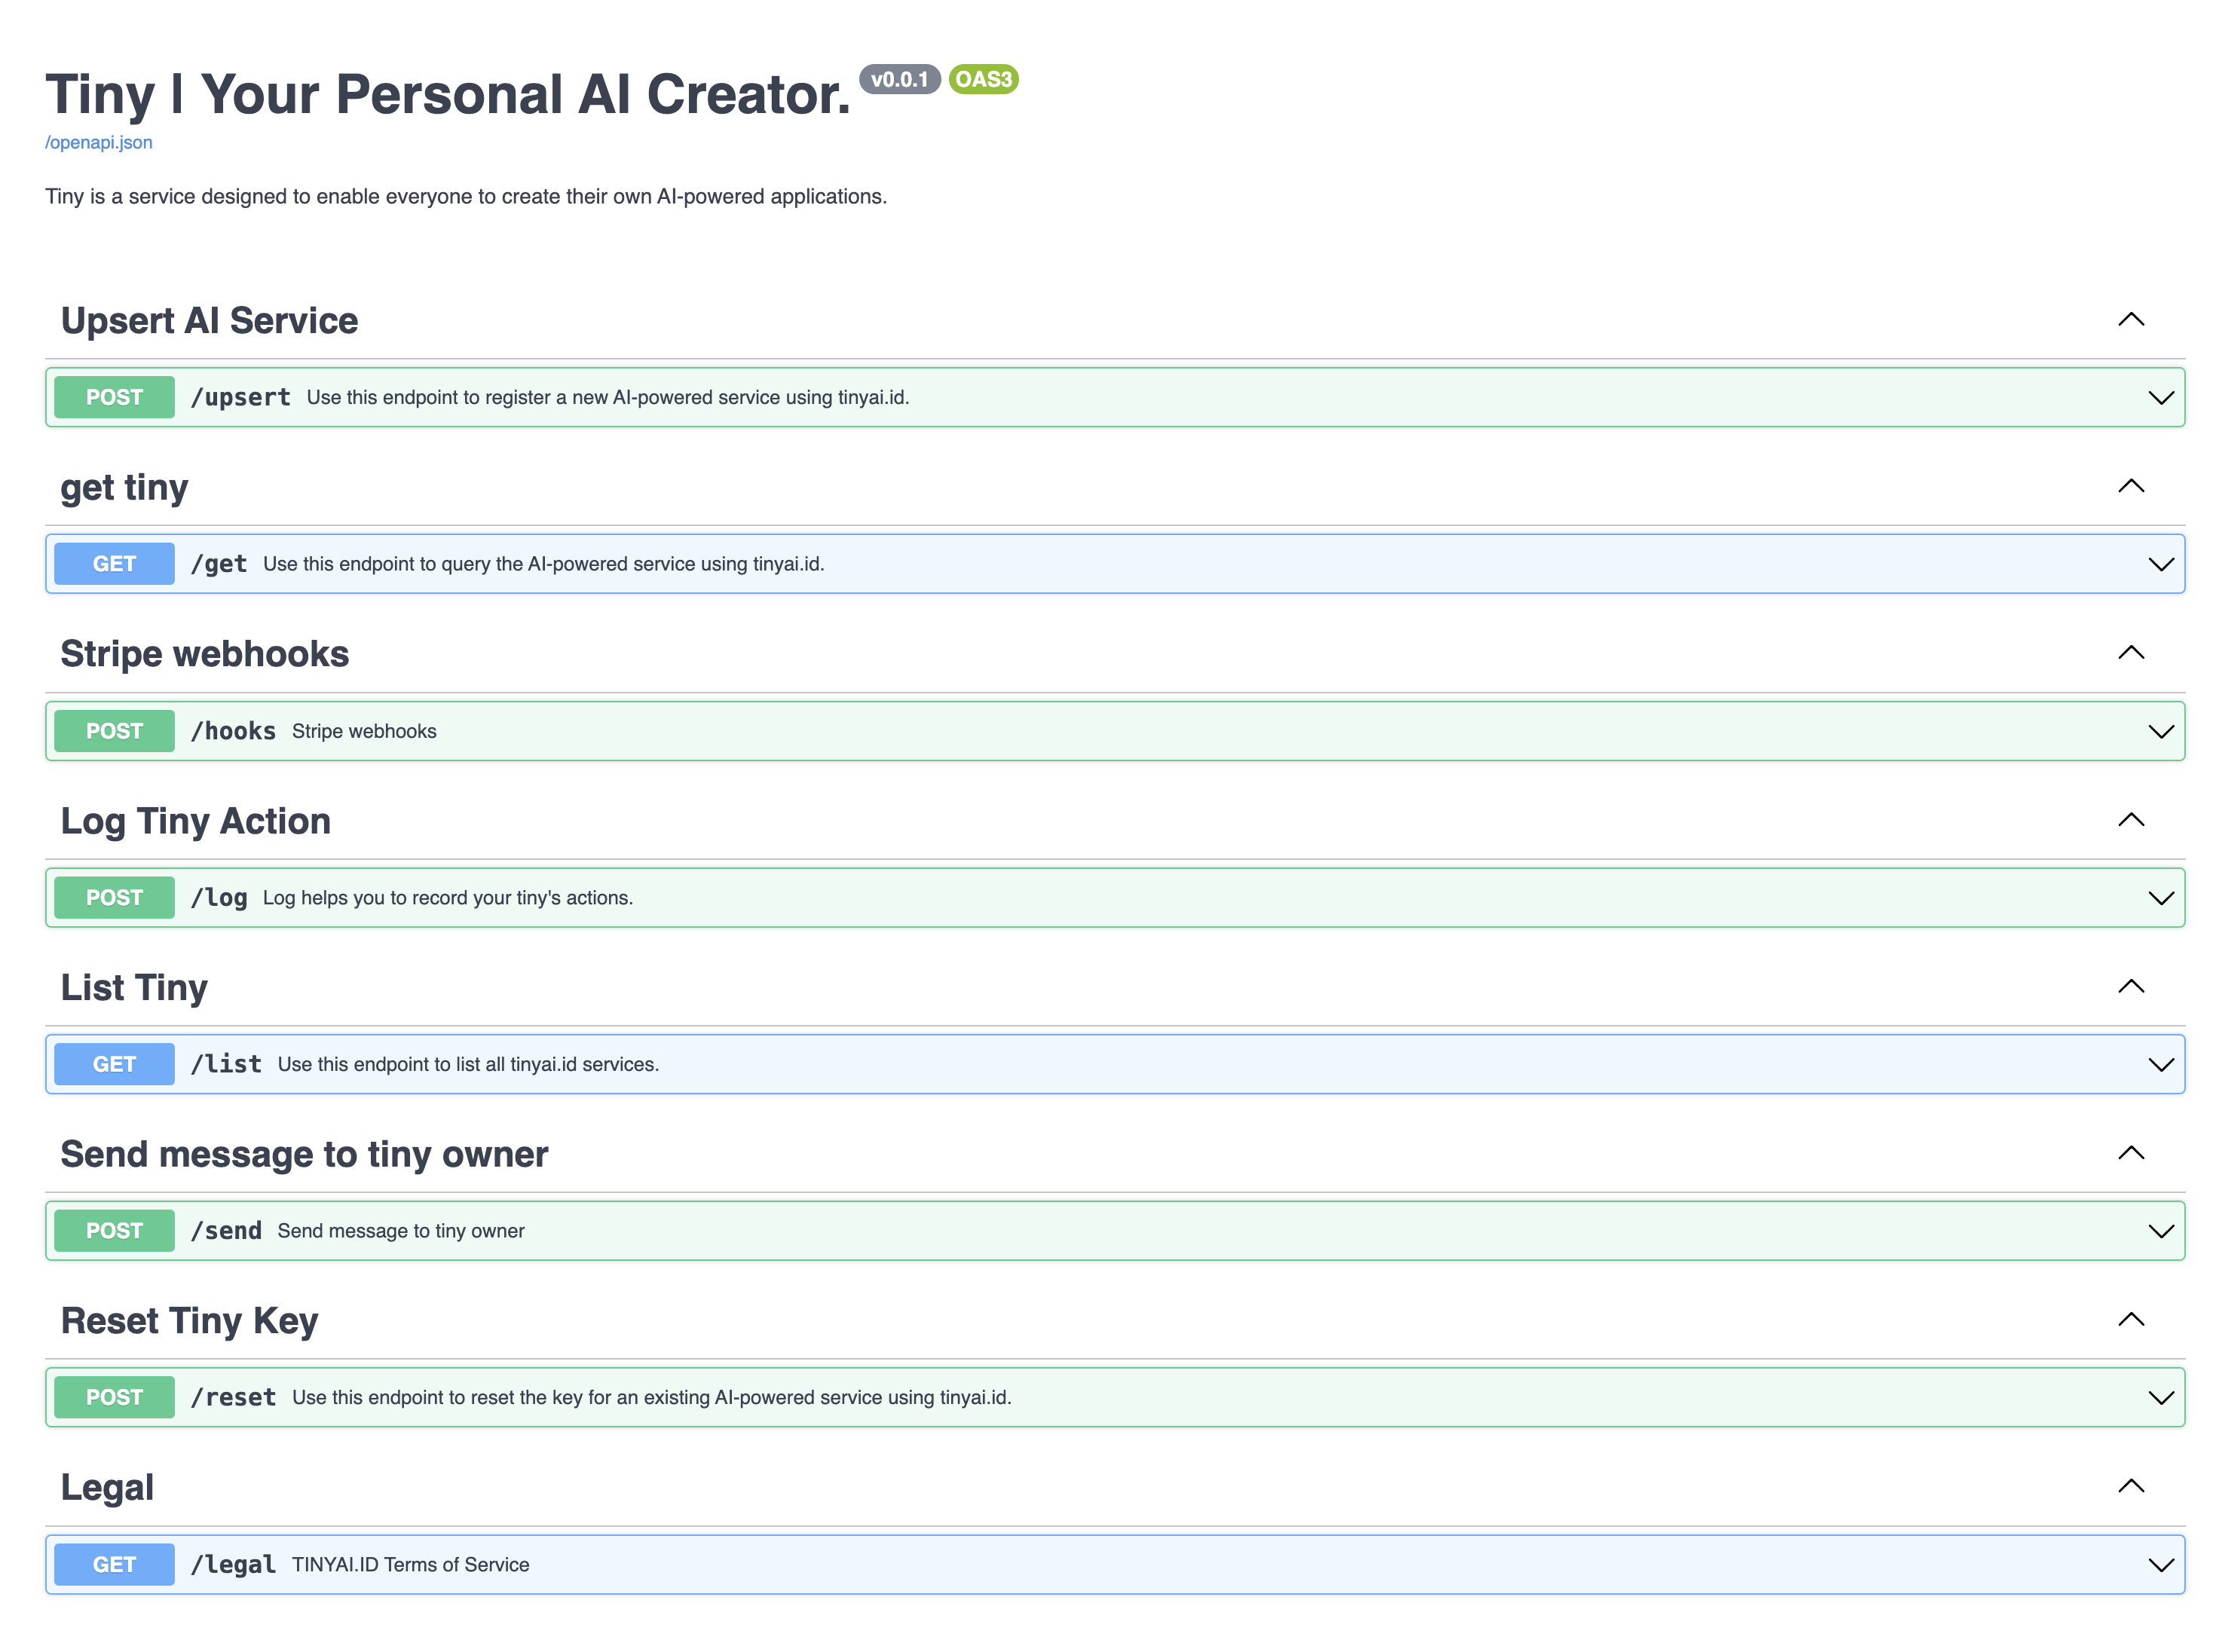 Tiny | Your Personal AI Creator. v0.0.1 OAS3
/openapi.json
Tiny is a service designed to enable everyone to create their own AI-powered applications.
Upsert AI Service
POST /upsert Use this endpoint to register a new AI-powered service using tinyai.id.
get tiny
GET /get Use this endpoint to query the AI-powered service using tinyai.id.
Stripe webhooks
POST /hooks Stripe webhooks
Log Tiny Action
POST /log Log helps you to record your tiny's actions.
List Tiny
GET /list Use this endpoint to list all tinyai.id services.
Send message to tiny owner
POST /send Send message to tiny owner
Reset Tiny Key
POST /reset Use this endpoint to reset the key for an existing AI-powered service using tinyai.id.
Legal
GET /legal TINYAI.ID Terms of Service